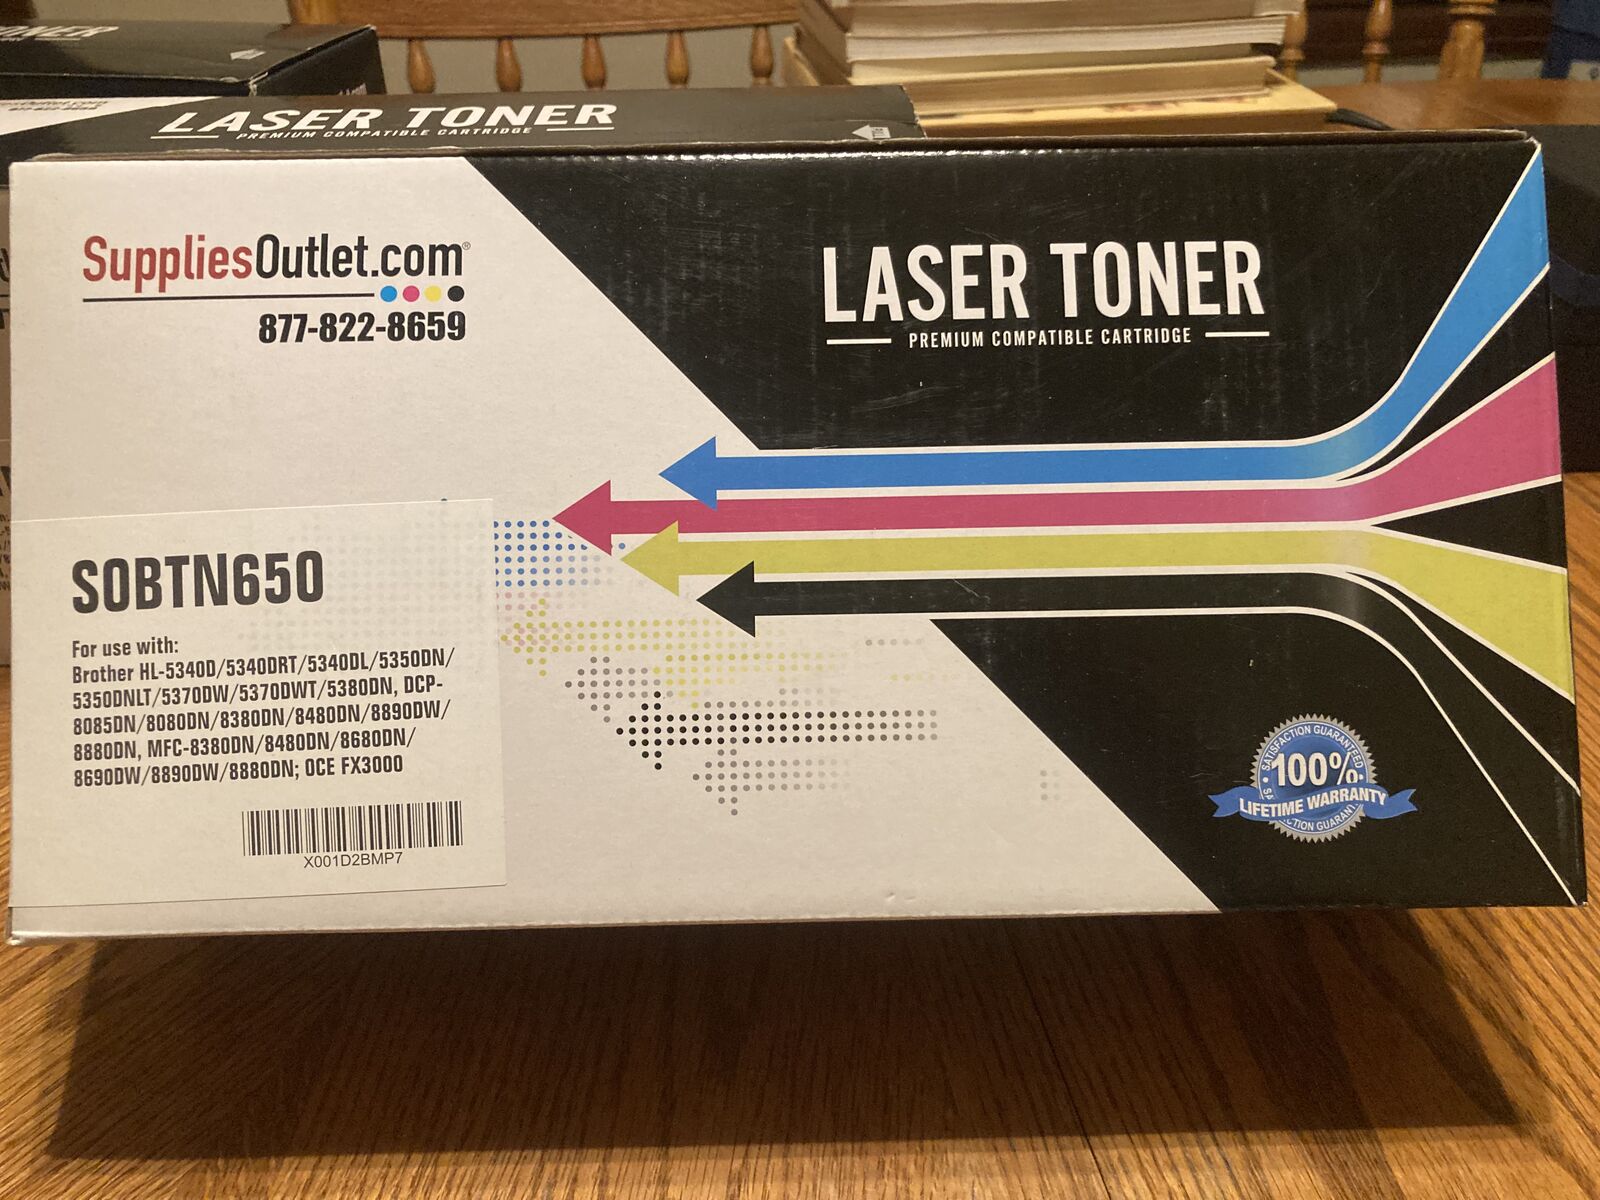 LASER TONER
PREMIUM COMPATIBLE CARTRIDGE
SuppliesOutlet.com®
877-822-8659
LASER TONER
PREMIUM COMPATIBLE CARTRIDGE
SOBTN650
For use with:
Brother HL-5340D/5340DRT/5340DL/5350DN/
5350DNLT/5370DW/5370DWT/5380DN, DCP-
8085DN/8080DN/8380DN/8480DN/8890DW/
8880DN, MFC-8380DN/8480DN/8680DN/
8690DW/8890DW/8880DN; OCE FX3000
X001D2BMP7
SATISFACTION GUARANTEED
100%
LIFETIME WARRANTY